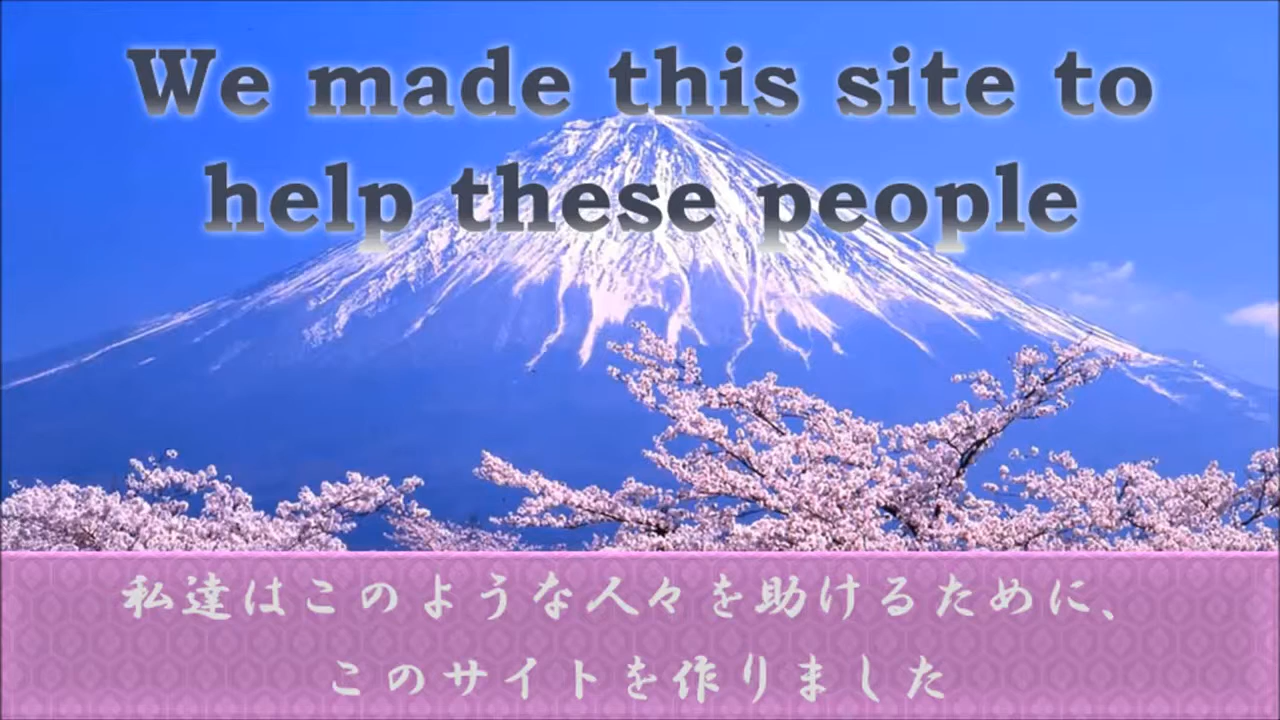 We made this site to
help these people
私達はこのような人々を助けるために、
このサイトを作りました